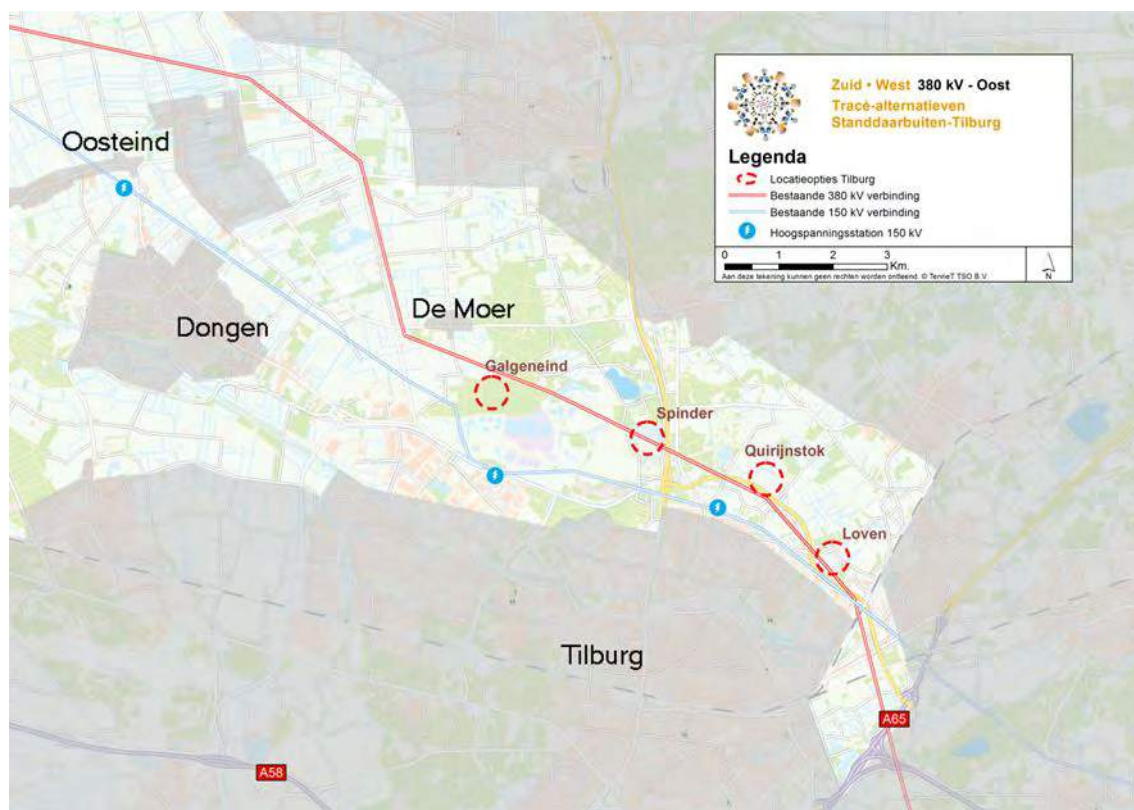 Zuid • West 380 kV - Oost
Tracé-alternatieven
Standdaarbuiten-Tilburg
Legenda
Locatieopties Tilburg
Bestaande 380 kV verbinding
Bestaande 150 kV verbinding
Hoogspanningsstation 150 kV
0 1 2 3
Km.
Aan deze tekening kunnen geen rechten worden ontleend. © TenneT TSO B.V.
N
Oosteind
Dongen
De Moer
Galgeneind
Spinder
Quirijnstok
Loven
Tilburg
A65
A58